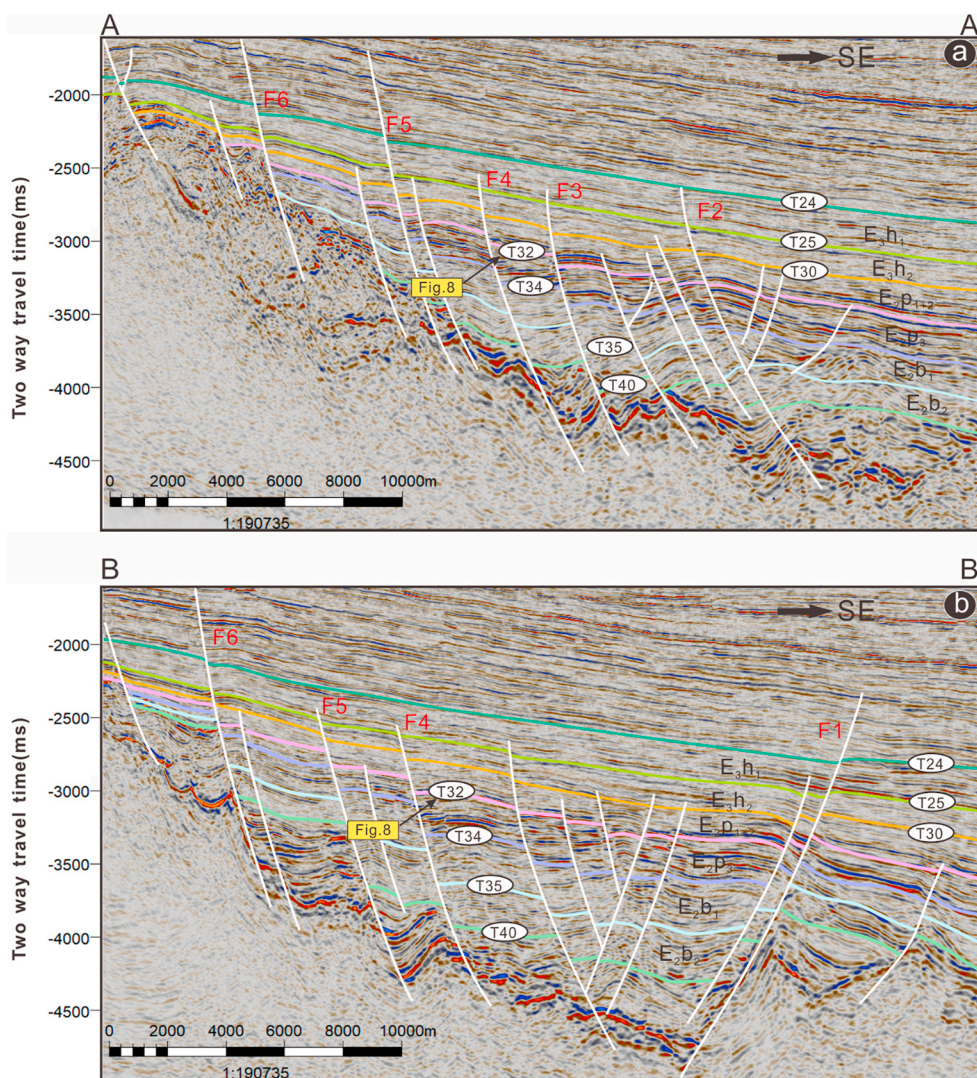 A A
SE a
Two way travel time(ms)
-2000
-2500
-3000
-3500
-4000
-4500
F6
F5
F4
F3
F2
T24
T25
T30
T32
T34
T35
T40
Fig.8
E₃h₁
E₃h₂
E₂p₁₊₂
E₂p₃
E₂b₁
E₂b₂
0 2000 4000 6000 8000 10000m
1:190735
B B
SE b
Two way travel time(ms)
-2000
-2500
-3000
-3500
-4000
-4500
F6
F5
F4
F1
T24
T25
T30
T32
T34
T35
T40
Fig.8
E₃h₁
E₃h₂
E₂p₁₊₂
E₂p₃
E₂b₁
E₂b₂
0 2000 4000 6000 8000 10000m
1:190735